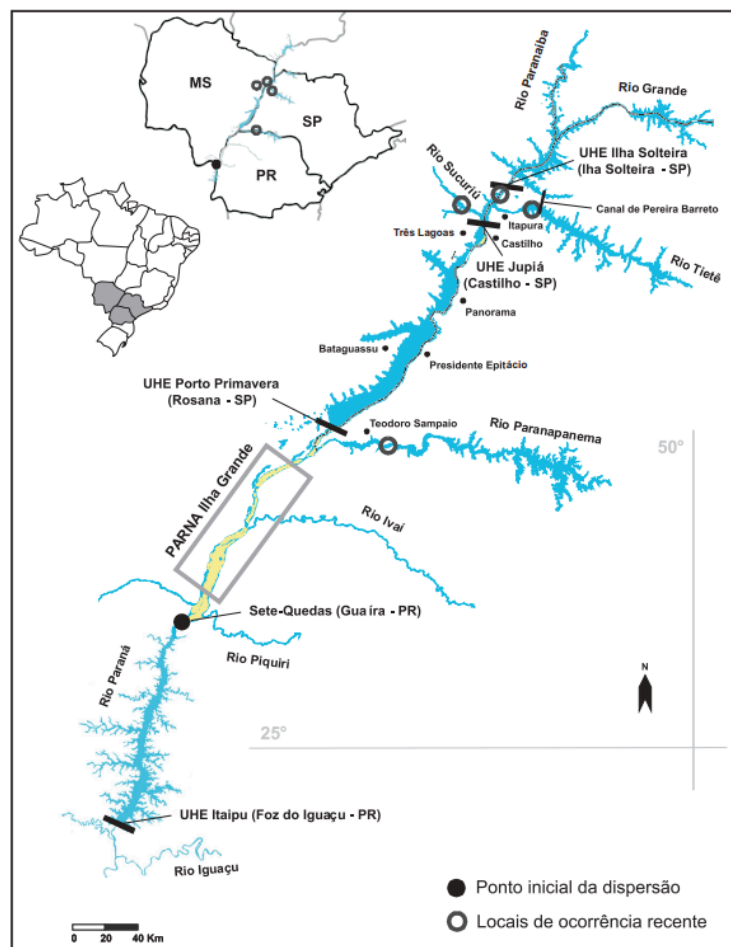 MS
SP
PR
Rio Paranaíba
Rio Grande
UHE Ilha Solteira
(Ilha Solteira - SP)
Rio Sucuriú
Canal de Pereira Barreto
Itapura
Três Lagoas
Castilho
Rio Tietê
UHE Jupiá
(Castilho - SP)
Panorama
Bataguassu
Presidente Epitácio
UHE Porto Primavera
(Rosana - SP)
Teodoro Sampaio
Rio Paranapanema
50°
PARNA Ilha Grande
Rio Ivaí
Sete-Quedas (Guaíra - PR)
Rio Piquiri
Rio Paraná
N
25°
UHE Itaipu (Foz do Iguaçu - PR)
Rio Iguaçu
Ponto inicial da dispersão
Locais de ocorrência recente
0 20 40 Km